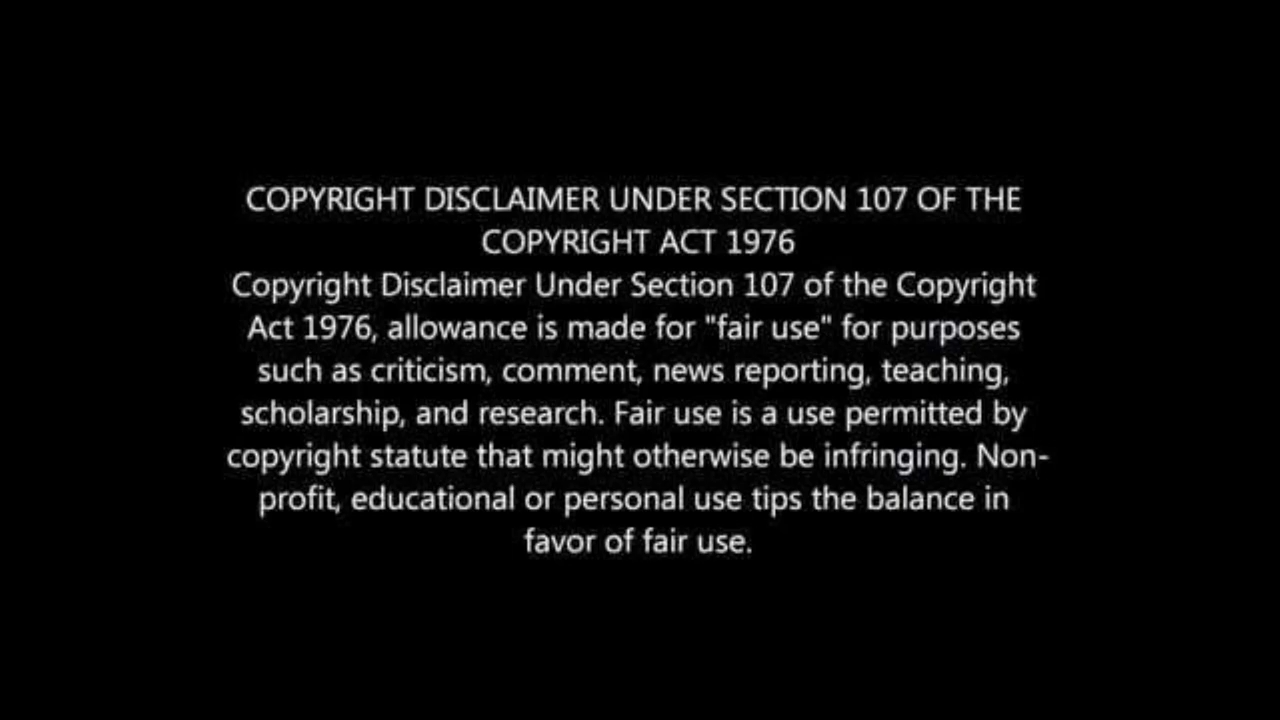 COPYRIGHT DISCLAIMER UNDER SECTION 107 OF THE
COPYRIGHT ACT 1976
Copyright Disclaimer Under Section 107 of the Copyright
Act 1976, allowance is made for "fair use" for purposes
such as criticism, comment, news reporting, teaching,
scholarship, and research. Fair use is a use permitted by
copyright statute that might otherwise be infringing. Non-
profit, educational or personal use tips the balance in
favor of fair use.